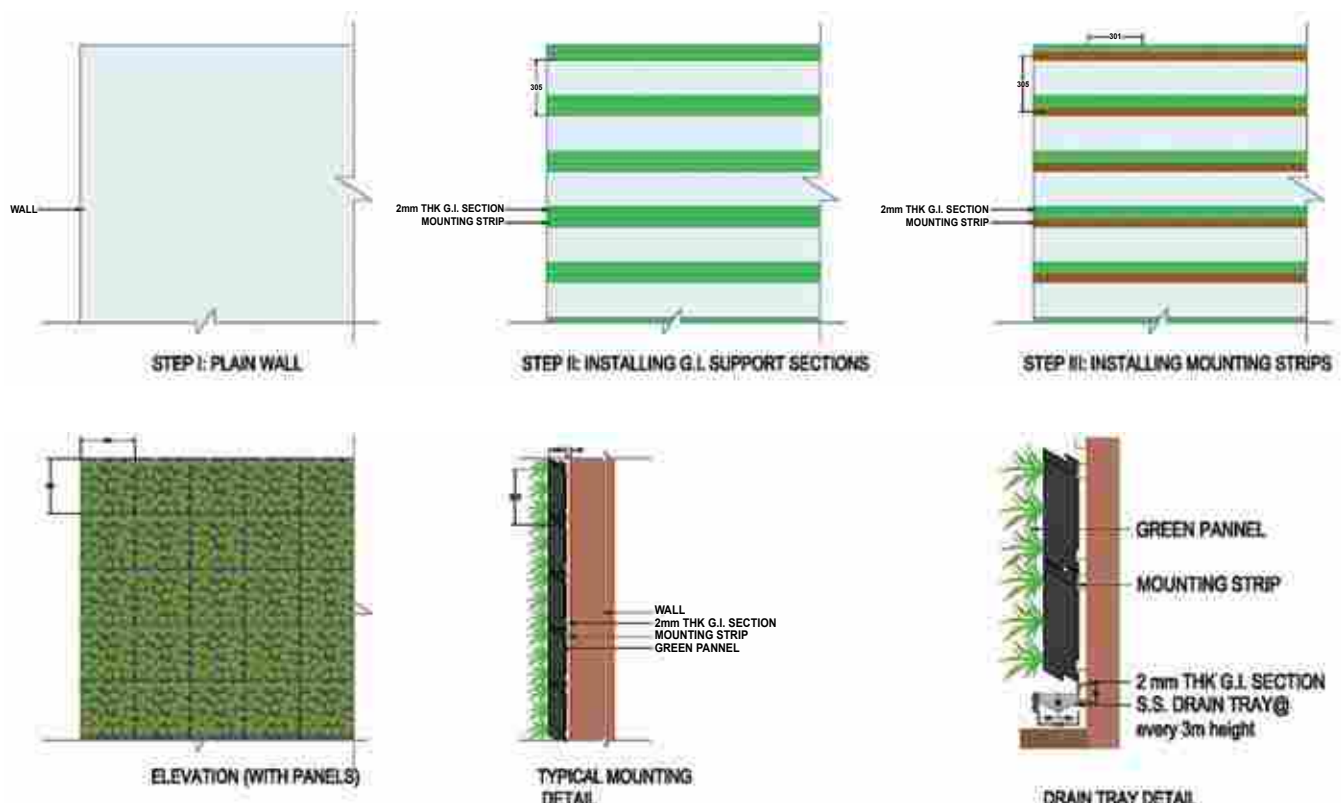 WALL
STEP I: PLAIN WALL
305
2mm THK G.I. SECTION
MOUNTING STRIP
STEP II: INSTALLING G.I. SUPPORT SECTIONS
301
305
2mm THK G.I. SECTION
MOUNTING STRIP
STEP III: INSTALLING MOUNTING STRIPS
ELEVATION (WITH PANELS)
WALL
2mm THK G.I. SECTION
MOUNTING STRIP
GREEN PANNEL
TYPICAL MOUNTING
DETAIL
GREEN PANNEL
MOUNTING STRIP
2 mm THK G.I. SECTION
S.S. DRAIN TRAY@
every 3m height
DRAIN TRAY DETAIL